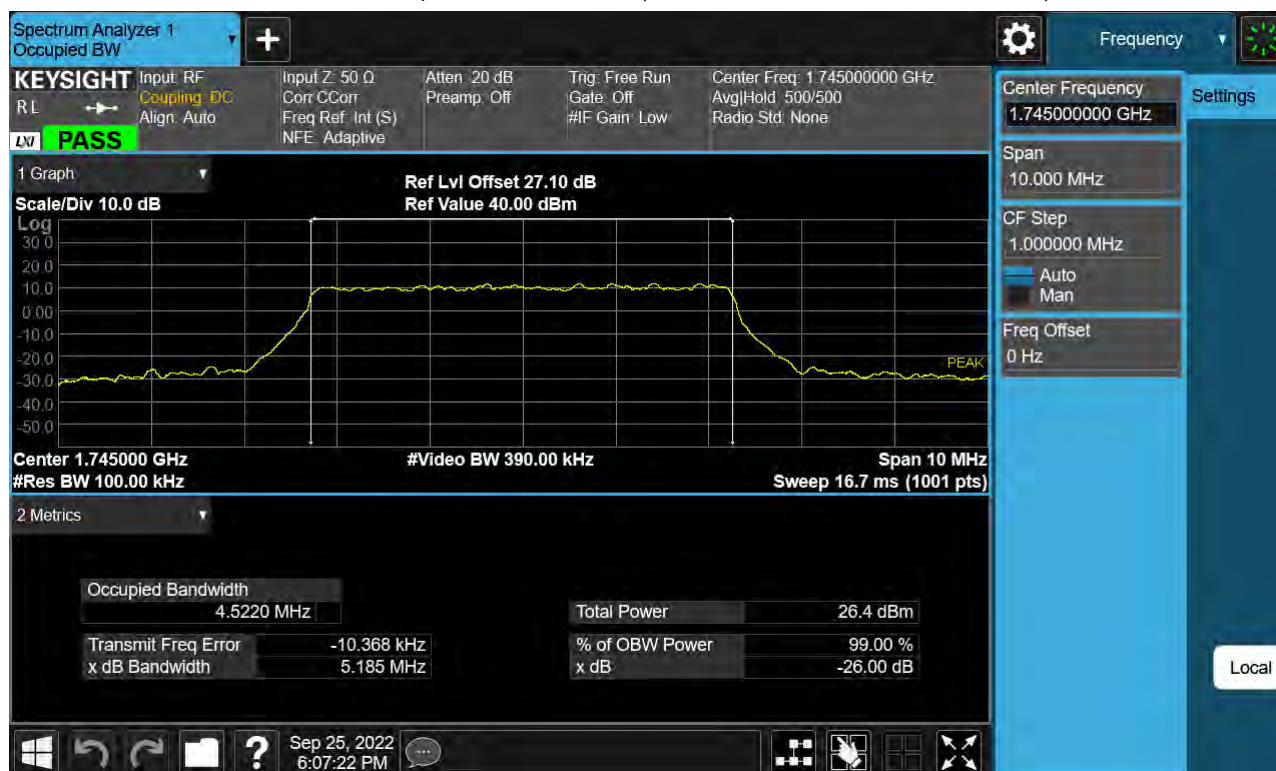 Spectrum Analyzer 1
Occupied BW
Frequency
KEYSIGHT
RL
LXI PASS
Input: RF
Coupling: DC
Align: Auto
Input Z: 50 Ω
Corr CCorr
Freq Ref: Int (S)
NFE: Adaptive
Atten: 20 dB
Preamp: Off
Trig: Free Run
Gate: Off
#IF Gain: Low
Center Freq: 1.745000000 GHz
Avg|Hold: 500/500
Radio Std: None
Center Frequency
1.745000000 GHz
Settings
Span
10.000 MHz
CF Step
1.000000 MHz
Auto
Man
Freq Offset
0 Hz
1 Graph
Scale/Div 10.0 dB
Ref Lvl Offset 27.10 dB
Ref Value 40.00 dBm
Log
30.0
20.0
10.0
0.00
-10.0
-20.0
-30.0
-40.0
-50.0
PEAK
Center 1.745000 GHz
#Video BW 390.00 kHz
Span 10 MHz
#Res BW 100.00 kHz
Sweep 16.7 ms (1001 pts)
2 Metrics
Occupied Bandwidth
4.5220 MHz
Total Power 26.4 dBm
Transmit Freq Error -10.368 kHz
% of OBW Power 99.00 %
x dB Bandwidth 5.185 MHz
x dB -26.00 dB
Local
?
Sep 25, 2022
6:07:22 PM